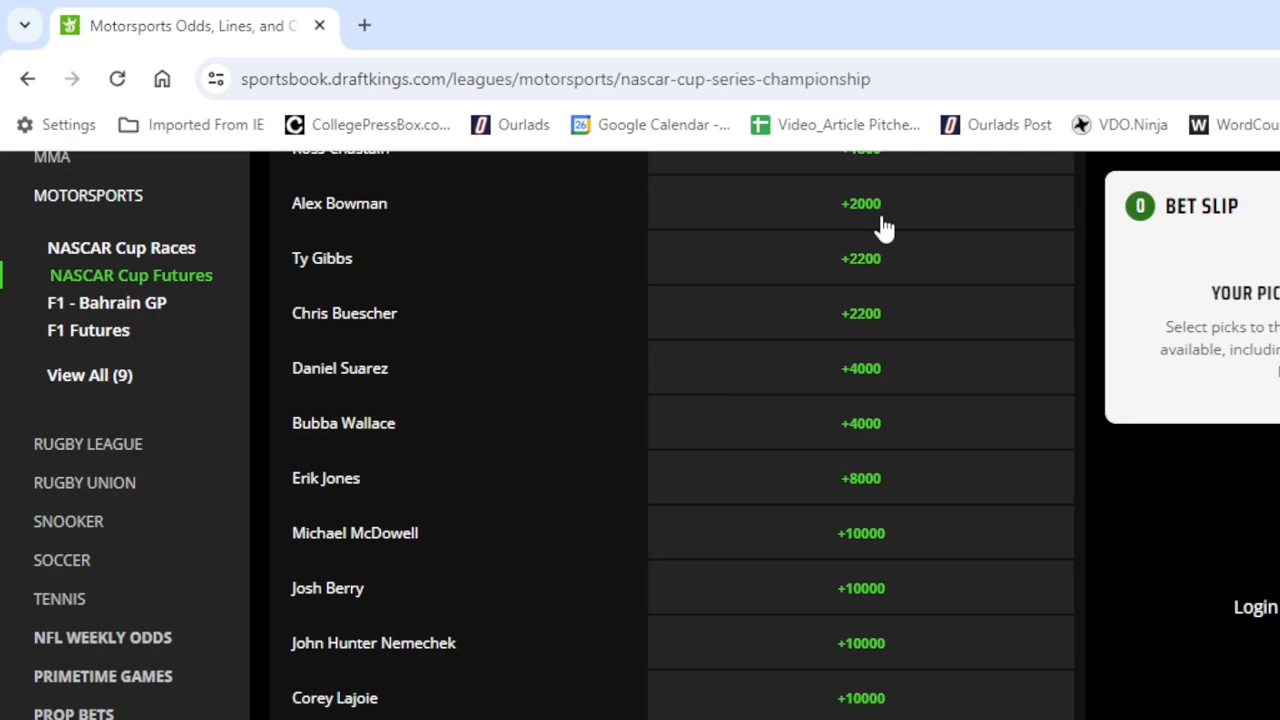 Motorsports Odds, Lines, and
sportsbook.draftkings.com/leagues/motorsports/nascar-cup-series-championship
Settings Imported From IE CollegePressBox.co... Ourlads 26 Google Calendar -... Video_Article Pitche... Ourlads Post VDO.Ninja W WordCou
MMA
MOTORSPORTS
NASCAR Cup Races
NASCAR Cup Futures
F1 - Bahrain GP
F1 Futures
View All (9)
RUGBY LEAGUE
RUGBY UNION
SNOOKER
SOCCER
TENNIS
NFL WEEKLY ODDS
PRIMETIME GAMES
PROP BETS
Ross Chastain
Alex Bowman +2000
Ty Gibbs +2200
Chris Buescher +2200
Daniel Suarez +4000
Bubba Wallace +4000
Erik Jones +8000
Michael McDowell +10000
Josh Berry +10000
John Hunter Nemechek +10000
Corey Lajoie +10000
0 BET SLIP
YOUR PIC
Select picks to th
available, includin
Login